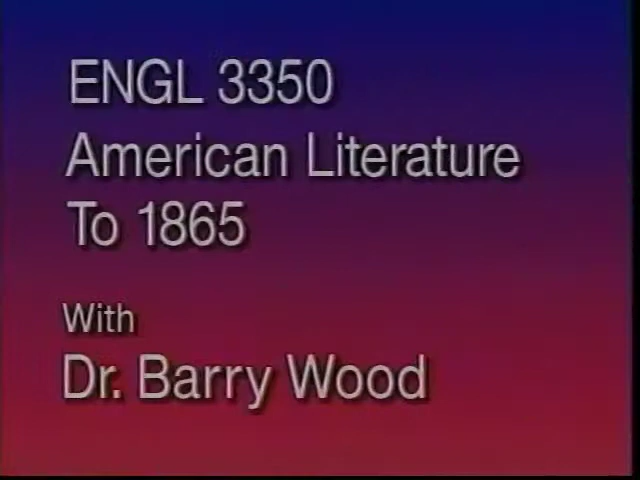 ENGL 3350
American Literature
To 1865
With
Dr. Barry Wood